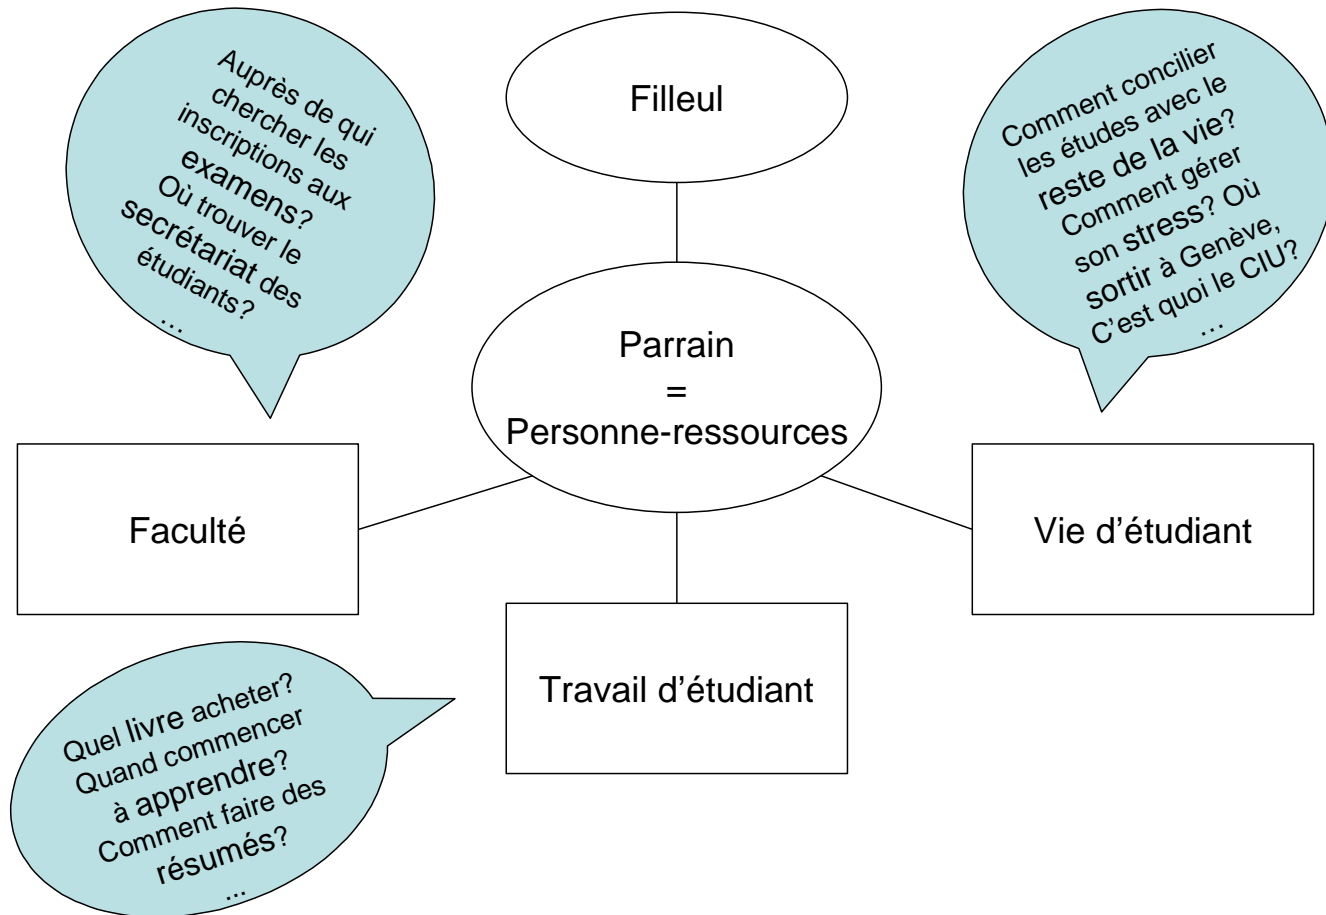 Auprès de qui
chercher les
inscriptions aux
examens?
Où trouver le
secrétariat des
étudiants?
...
Filleul
Comment concilier
les études avec le
reste de la vie?
Comment gérer
son stress? Où
sortir à Genève,
C’est quoi le CIU?
...
Parrain
=
Personne-ressources
Faculté
Vie d’étudiant
Travail d’étudiant
Quel livre acheter?
Quand commencer
à apprendre?
Comment faire des
résumés?
...